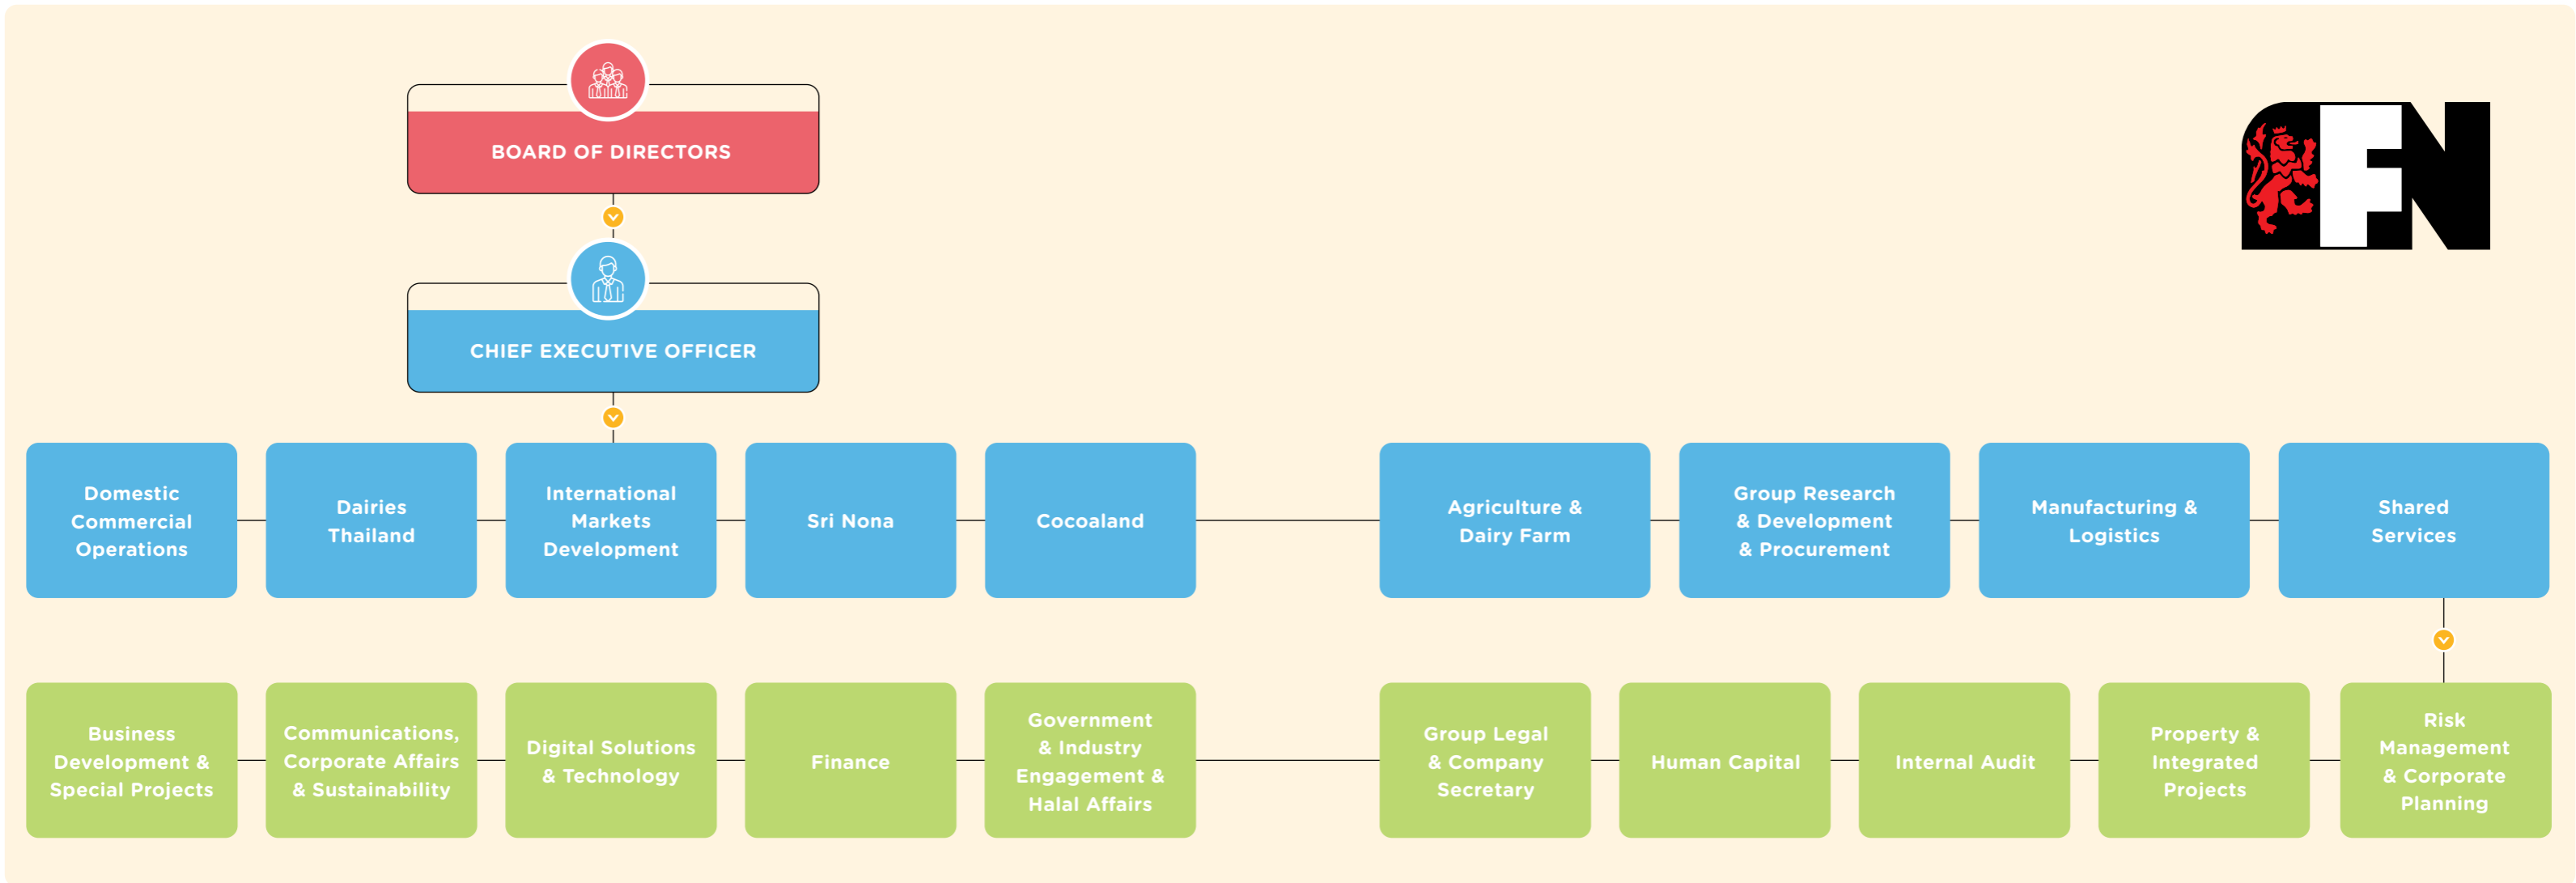 BOARD OF DIRECTORS
FN
CHIEF EXECUTIVE OFFICER
Domestic
Commercial
Operations
Dairies
Thailand
International
Markets
Development
Sri Nona
Cocoaland
Agriculture &
Dairy Farm
Group Research
& Development
& Procurement
Manufacturing &
Logistics
Shared
Services
Business
Development &
Special Projects
Communications,
Corporate Affairs
& Sustainability
Digital Solutions
& Technology
Finance
Government
& Industry
Engagement &
Halal Affairs
Group Legal
& Company
Secretary
Human Capital
Internal Audit
Property &
Integrated
Projects
Risk
Management
& Corporate
Planning